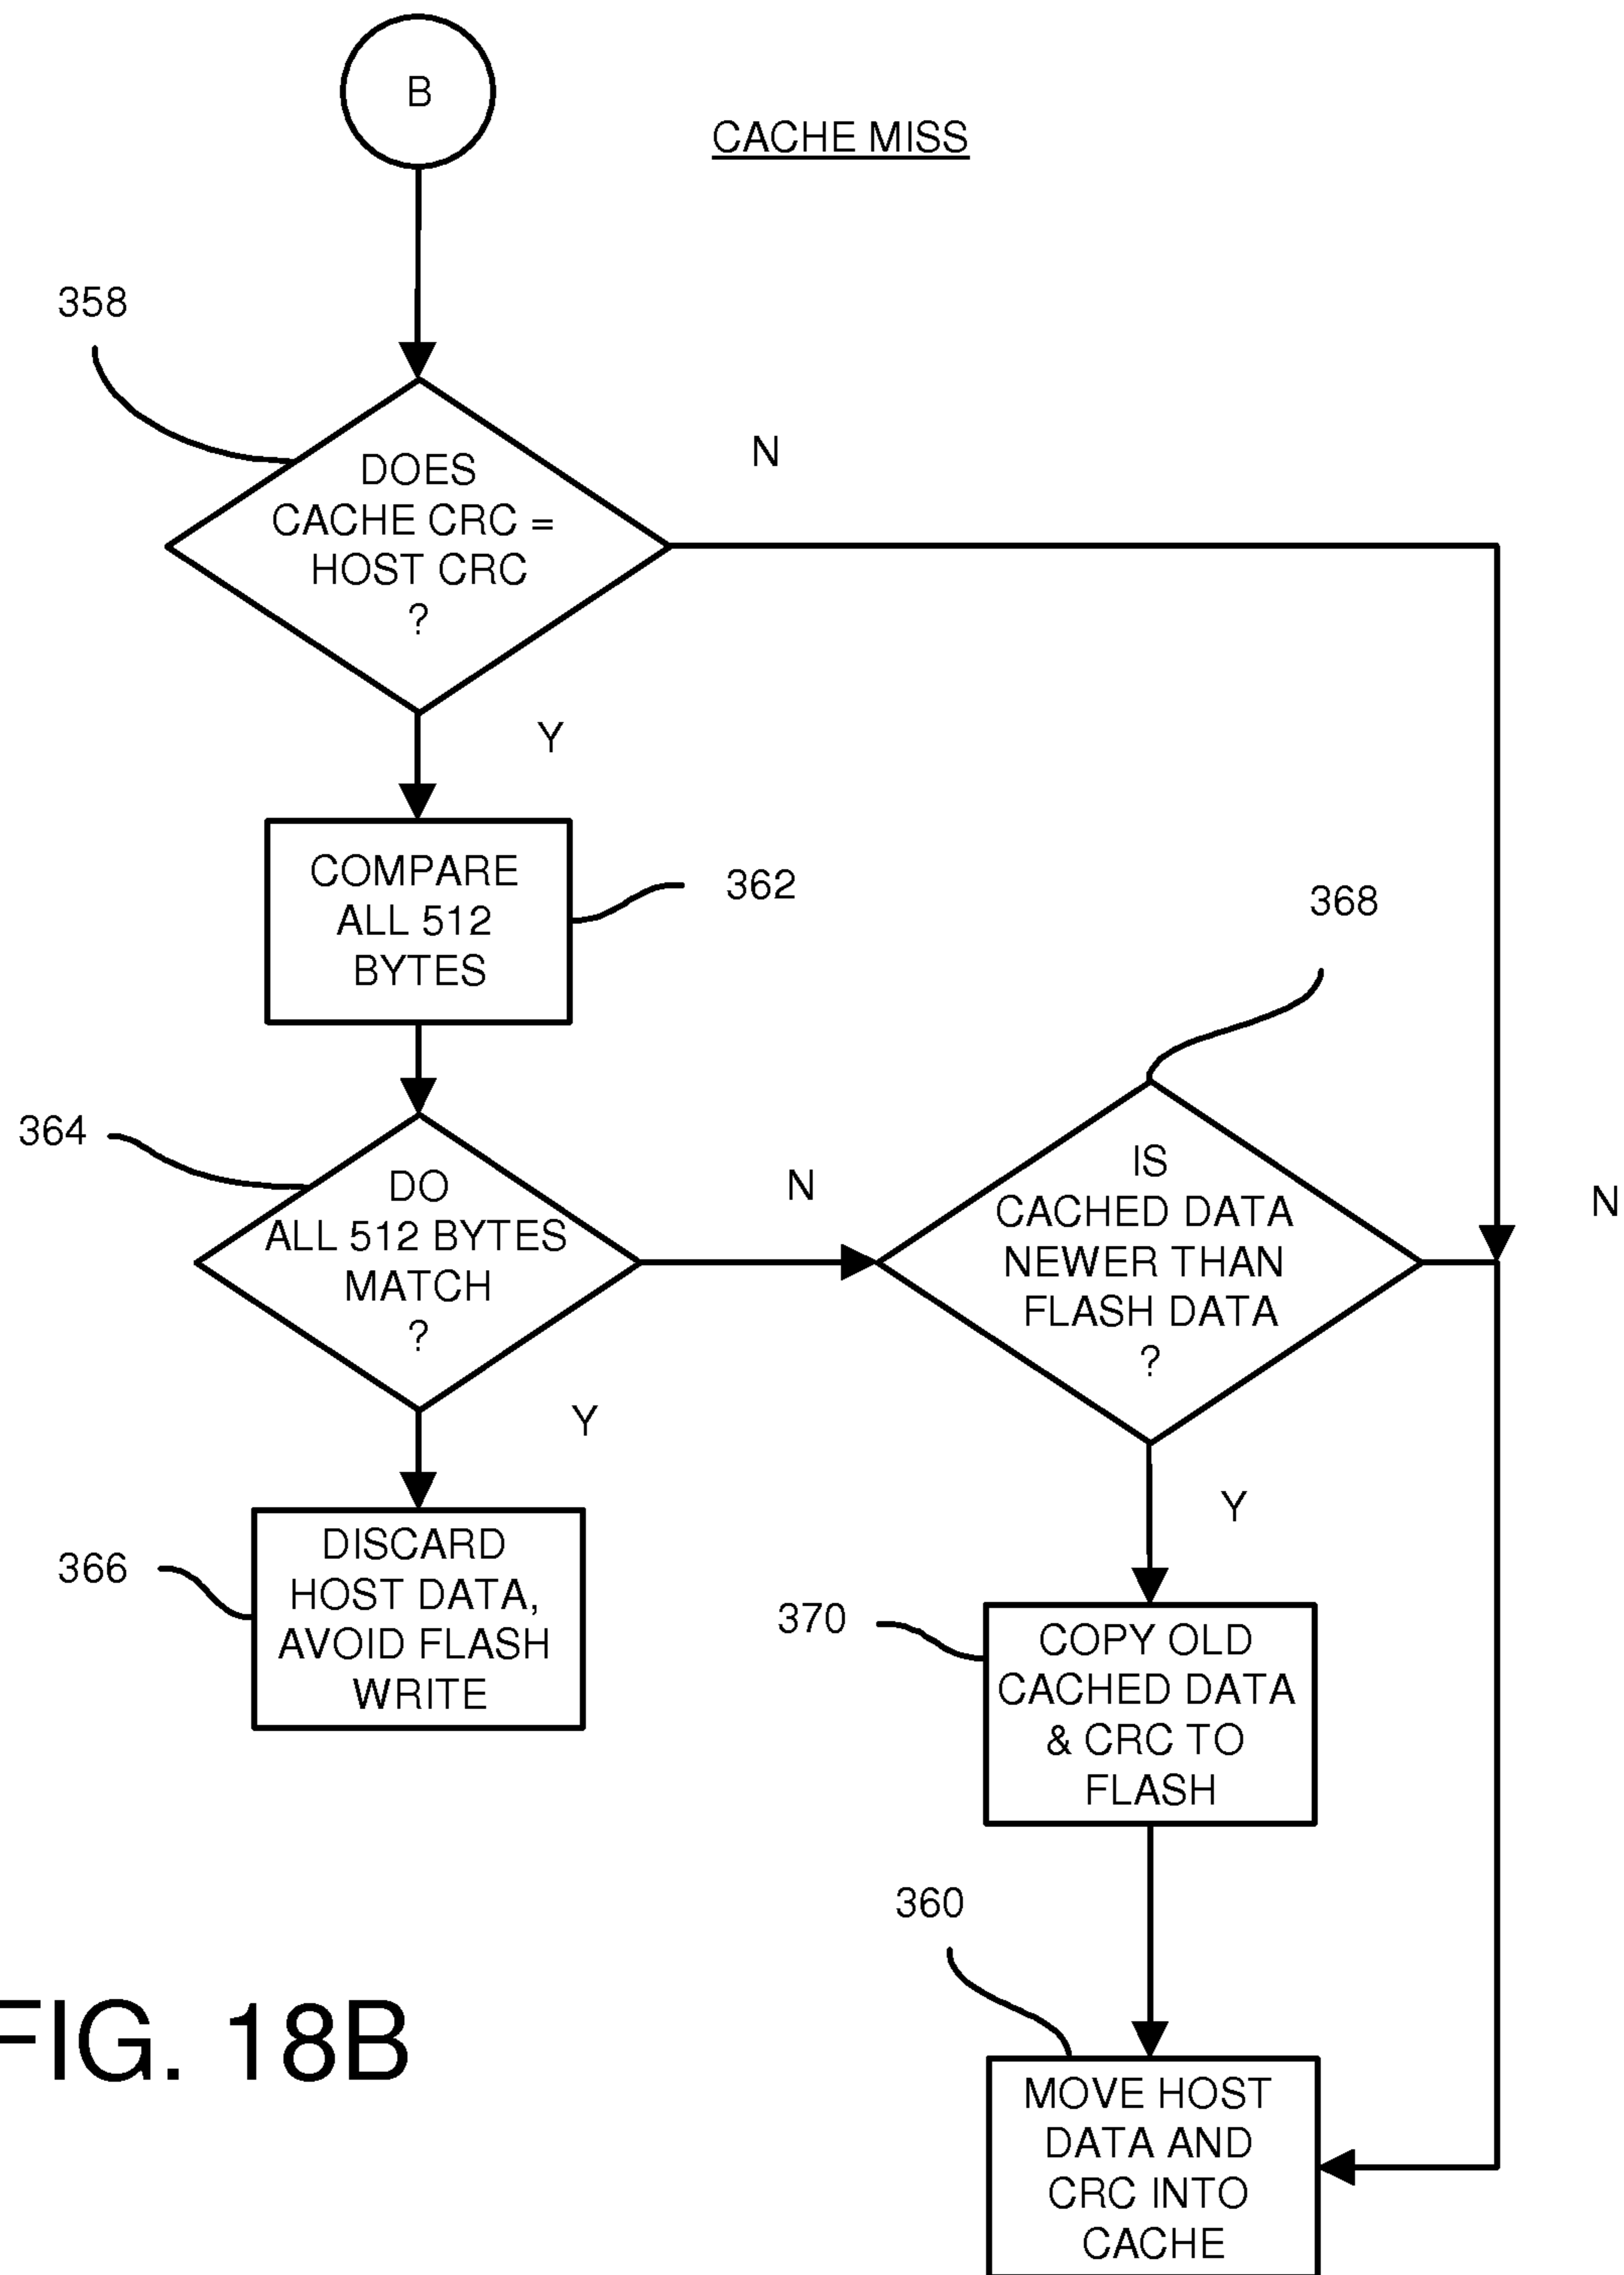 B
CACHE MISS
358
DOES
CACHE CRC =
HOST CRC
?
N
Y
COMPARE
ALL 512
BYTES
362
368
364
DO
ALL 512 BYTES
MATCH
?
N
IS
CACHED DATA
NEWER THAN
FLASH DATA
?
N
Y
Y
366
DISCARD
HOST DATA,
AVOID FLASH
WRITE
370
COPY OLD
CACHED DATA
& CRC TO
FLASH
360
MOVE HOST
DATA AND
CRC INTO
CACHE
FIG. 18B